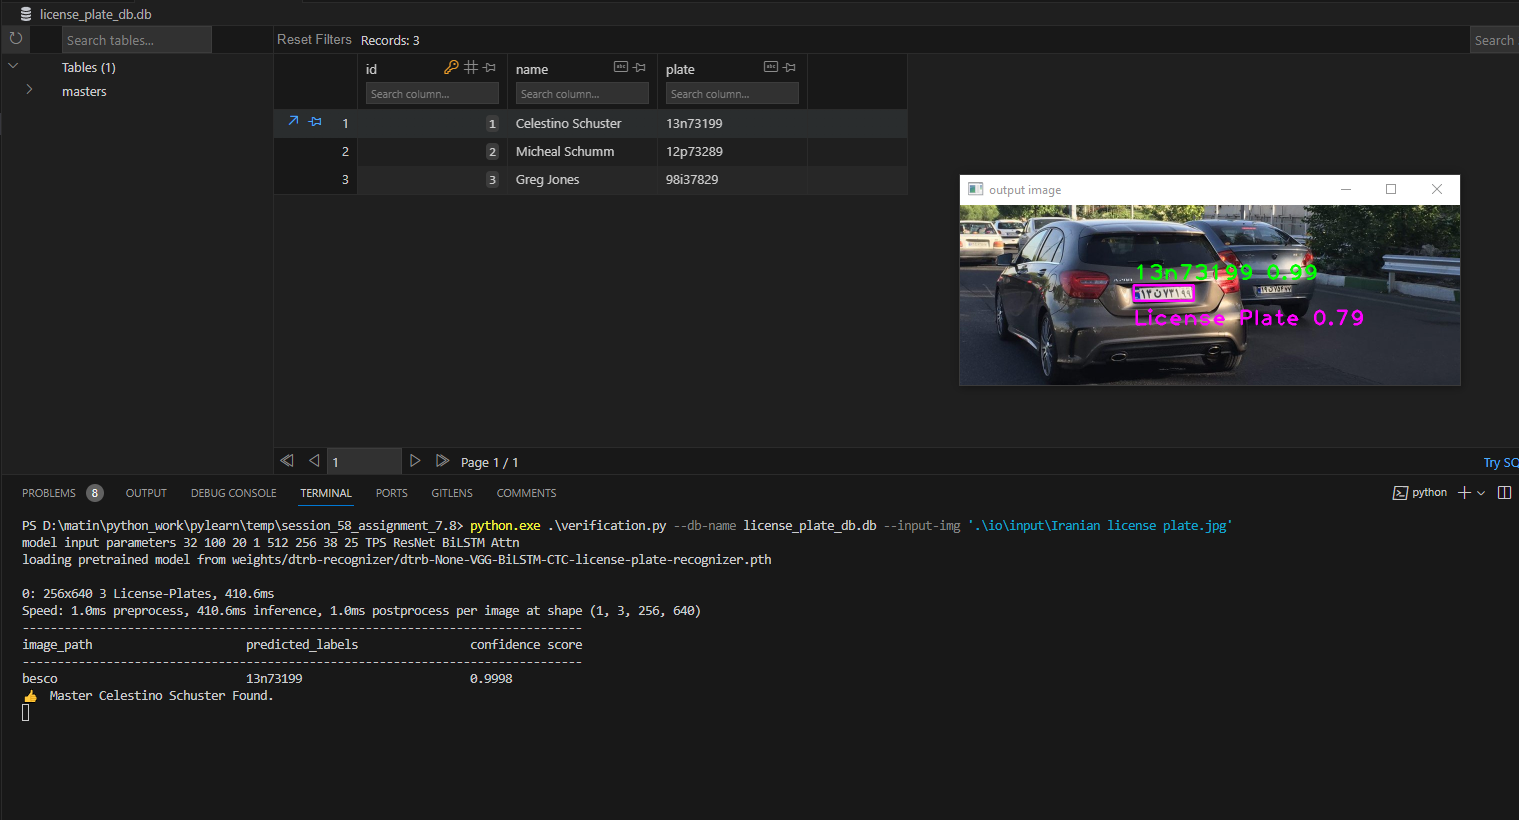 license_plate_db.db
Search tables...
Reset Filters Records: 3
Search
Tables (1)
masters
id name plate
Search column... Search column... Search column...
1 1 Celestino Schuster 13n73199
2 2 Micheal Schumm 12p73289
3 3 Greg Jones 98i37829
output image
13n73199 0.99
۱۳ن۷۳۱۹۹
License Plate 0.79
1 Page 1 / 1
Try SQ
PROBLEMS 8 OUTPUT DEBUG CONSOLE TERMINAL PORTS GITLENS COMMENTS
python
PS D:\matin\python_work\pylearn\temp\session_58_assignment_7.8> python.exe .\verification.py --db-name license_plate_db.db --input-img '.\io\input\Iranian license plate.jpg'
model input parameters 32 100 20 1 512 256 38 25 TPS ResNet BiLSTM Attn
loading pretrained model from weights/dtrb-recognizer/dtrb-None-VGG-BiLSTM-CTC-license-plate-recognizer.pth
0: 256x640 3 License-Plates, 410.6ms
Speed: 1.0ms preprocess, 410.6ms inference, 1.0ms postprocess per image at shape (1, 3, 256, 640)
--------------------------------------------------------------------------------
image_path predicted_labels confidence score
--------------------------------------------------------------------------------
besco 13n73199 0.9998
👍 Master Celestino Schuster Found.